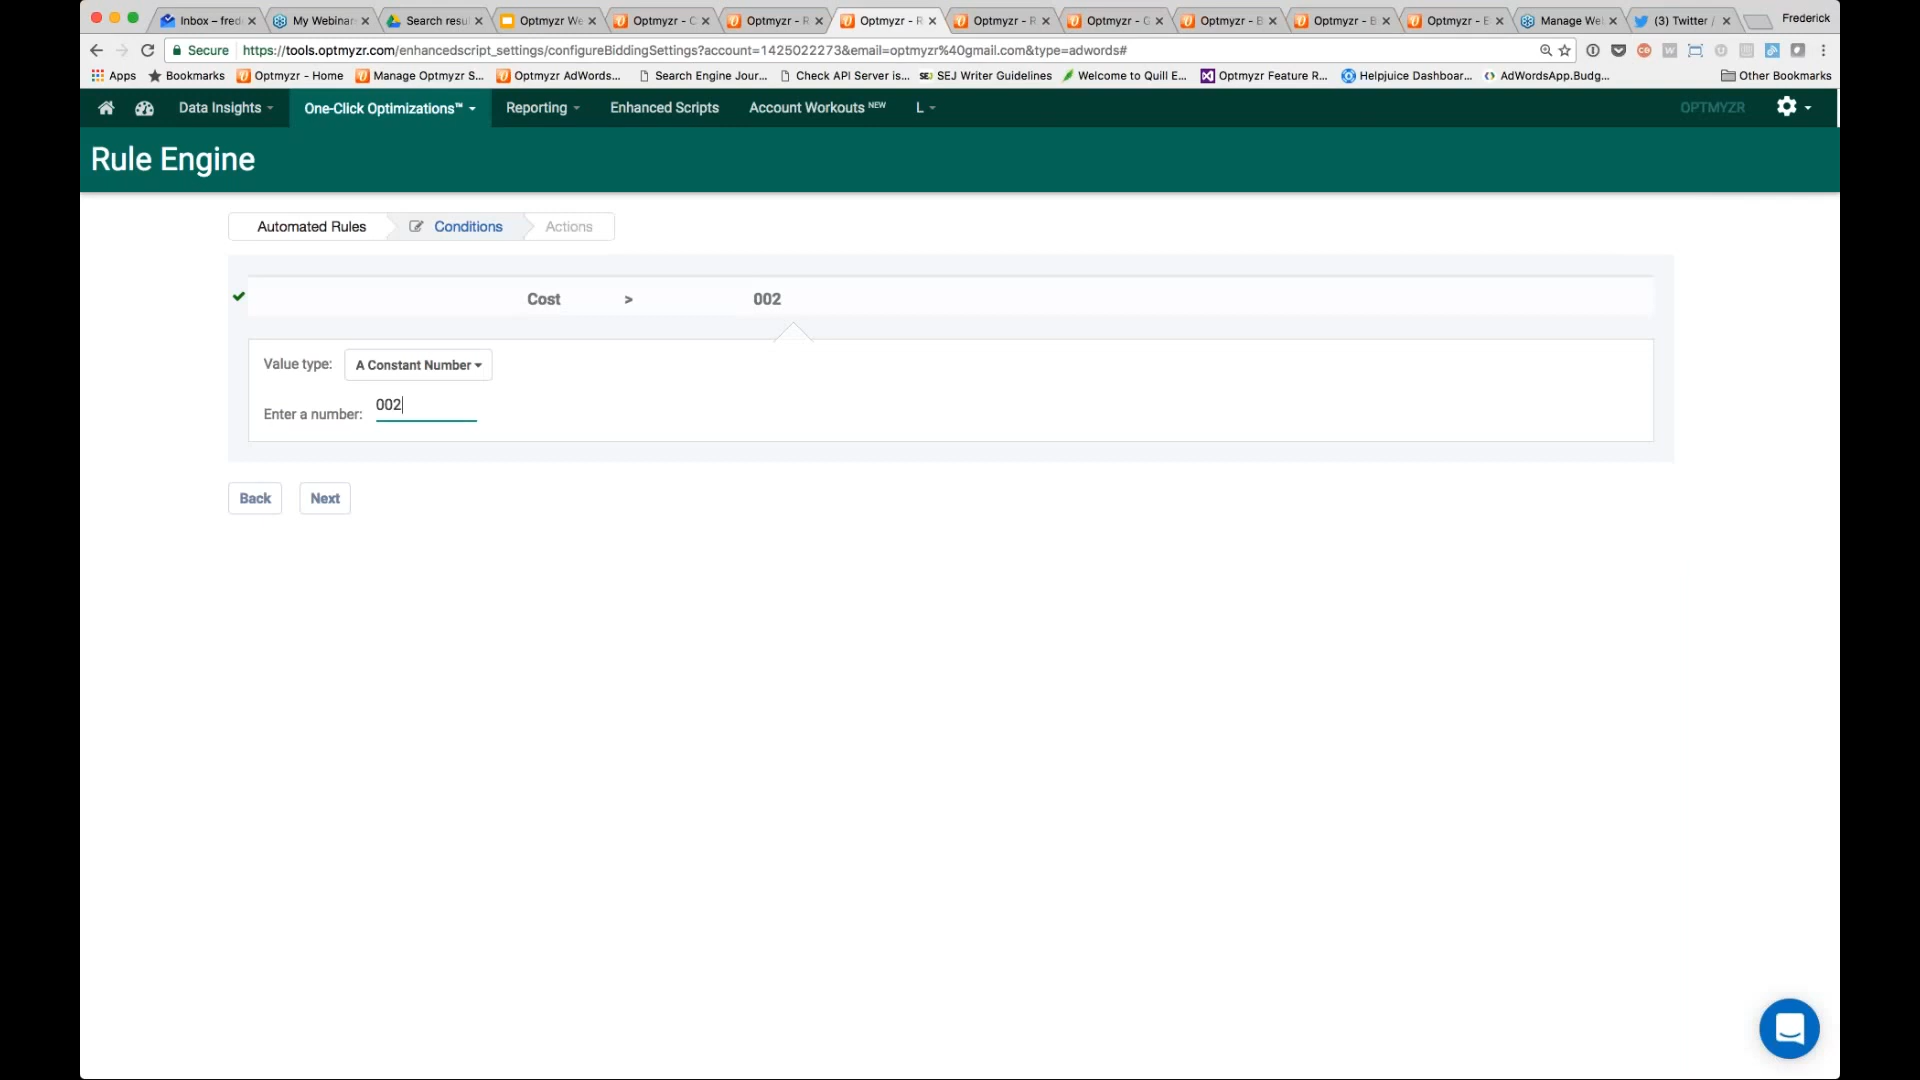 Inbox – fred
My Webinar
Search resul
Optmyzr We
Optmyzr - C
Optmyzr - R
Optmyzr - R
Optmyzr - R
Optmyzr - G
Optmyzr - B
Optmyzr - B
Optmyzr - E
Manage Web
(3) Twitter /
Frederick
Secure https://tools.optmyzr.com/enhancedscript_settings/configureBiddingSettings?account=1425022273&email=optmyzr%40gmail.com&type=adwords#
Apps Bookmarks Optmyzr - Home Manage Optmyzr S... Optmyzr AdWords... Search Engine Jour... Check API Server is... SEJ SEJ Writer Guidelines Welcome to Quill E... Optmyzr Feature R... Helpjuice Dashboar... AdWordsApp.Budg... Other Bookmarks
Data Insights One-Click Optimizations™ Reporting Enhanced Scripts Account Workouts NEW L OPTMYZR
Rule Engine
Automated Rules Conditions Actions
Cost > 002
Value type: A Constant Number
Enter a number: 002
Back Next